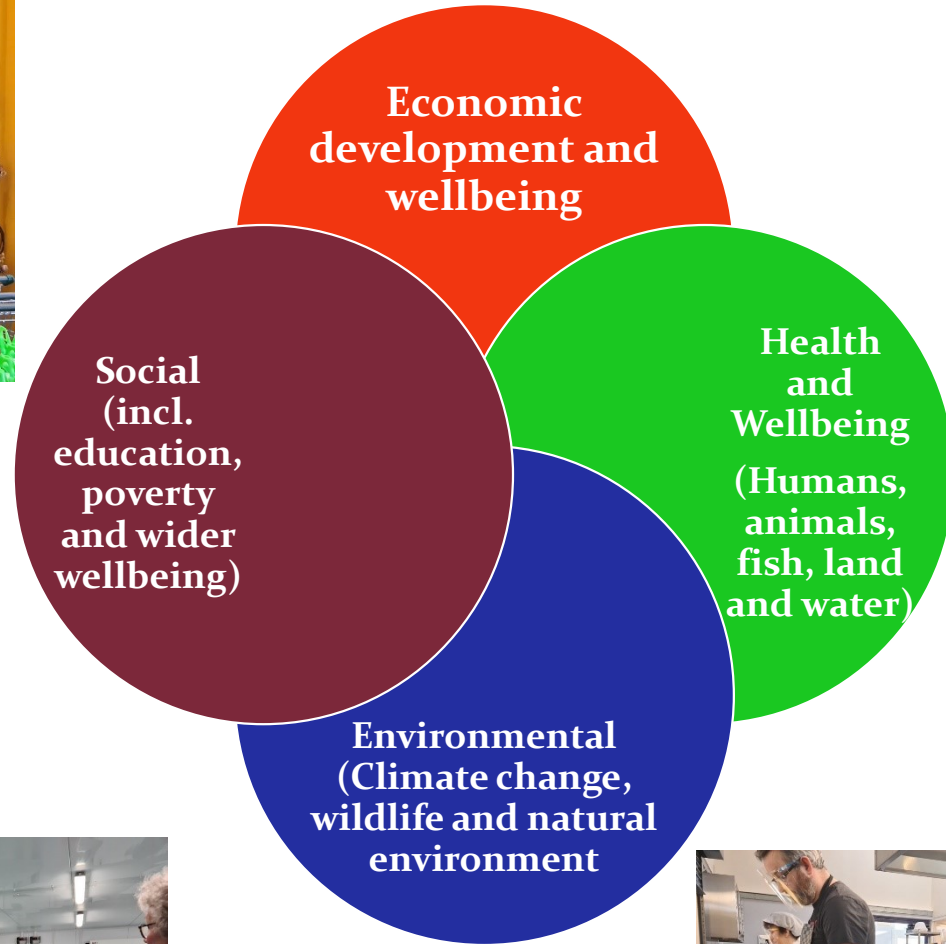 Economic
development and
wellbeing
Social
(incl.
education,
poverty
and wider
wellbeing)
Health
and
Wellbeing
(Humans,
animals,
fish, land
and water)
Environmental
(Climate change,
wildlife and natural
environment